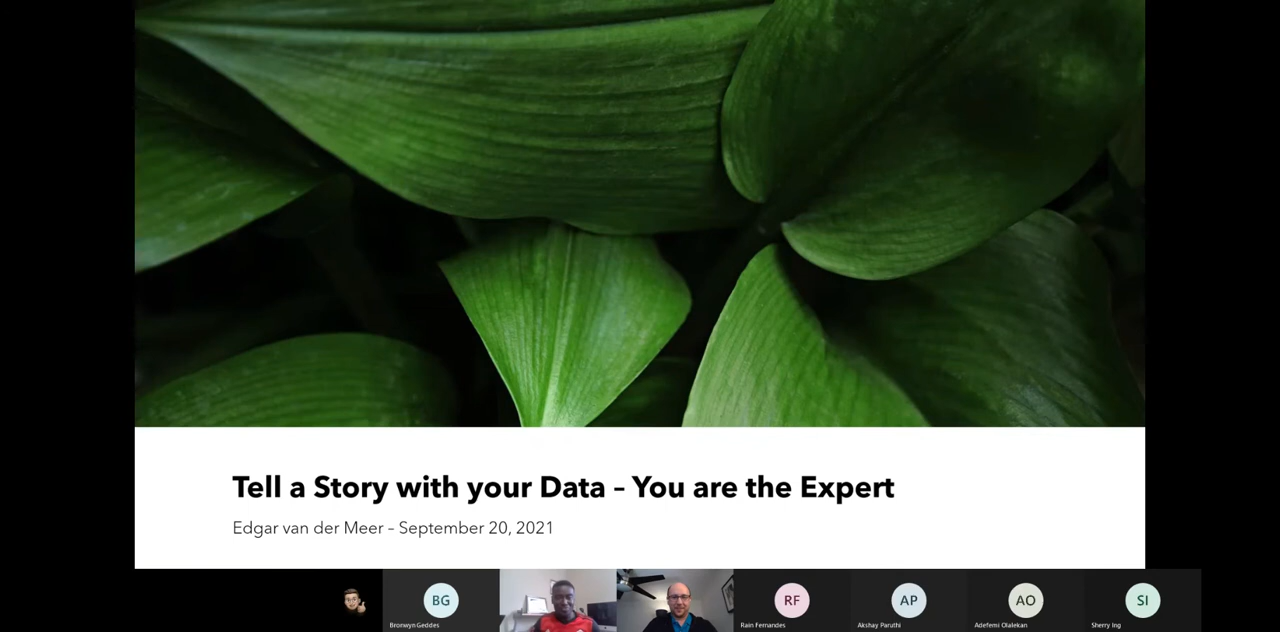 Tell a Story with your Data – You are the Expert
Edgar van der Meer – September 20, 2021
BG
RF
AP
AO
SI
Bronwyn Geddes
Rain Fernandes
Akshay Paruthi
Adefemi Olalekan
Sherry Ing